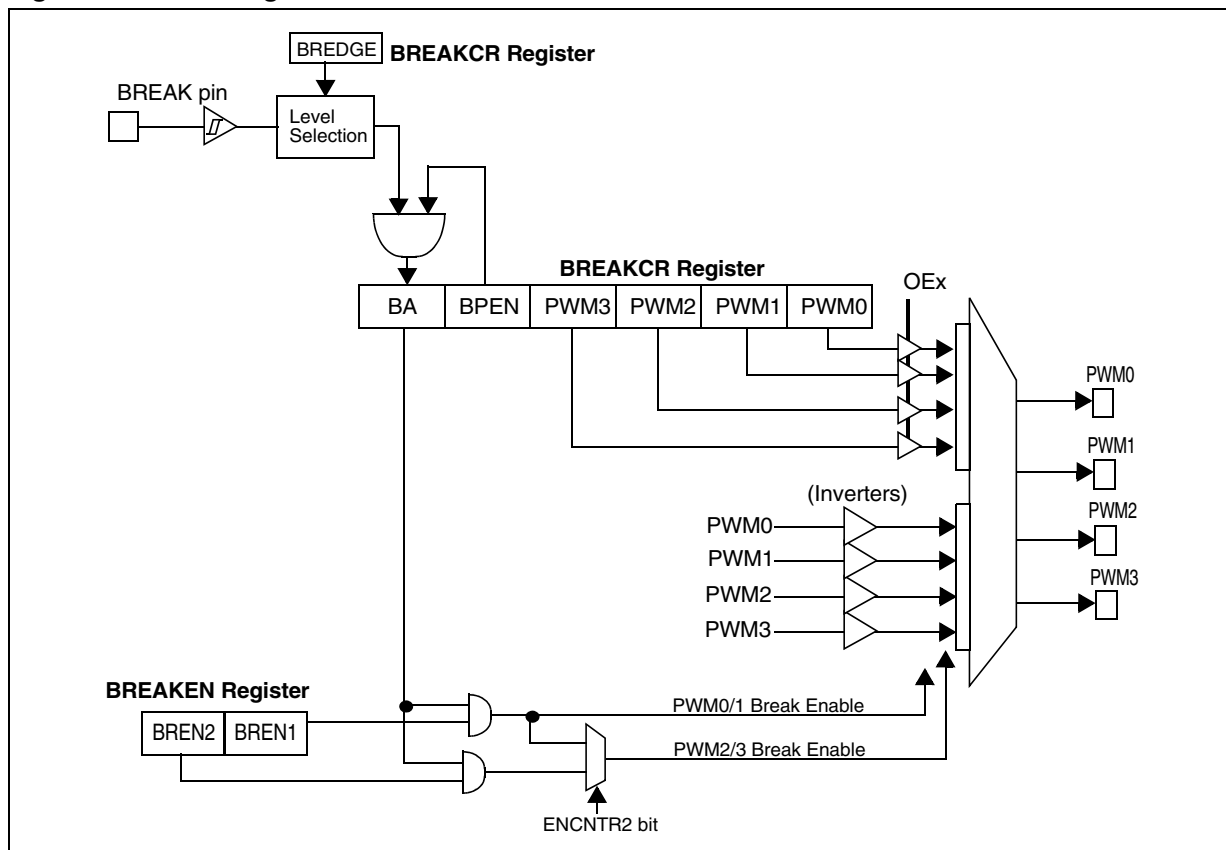 BREDGE BREAKCR Register
BREAK pin
Level
Selection
BREAKCR Register
OEx
BA BPEN PWM3 PWM2 PWM1 PWM0
PWM0
PWM1
(Inverters)
PWM2
PWM0
PWM1
PWM3
PWM2
PWM3
BREAKEN Register
PWM0/1 Break Enable
BREN2 BREN1
PWM2/3 Break Enable
ENCNTR2 bit